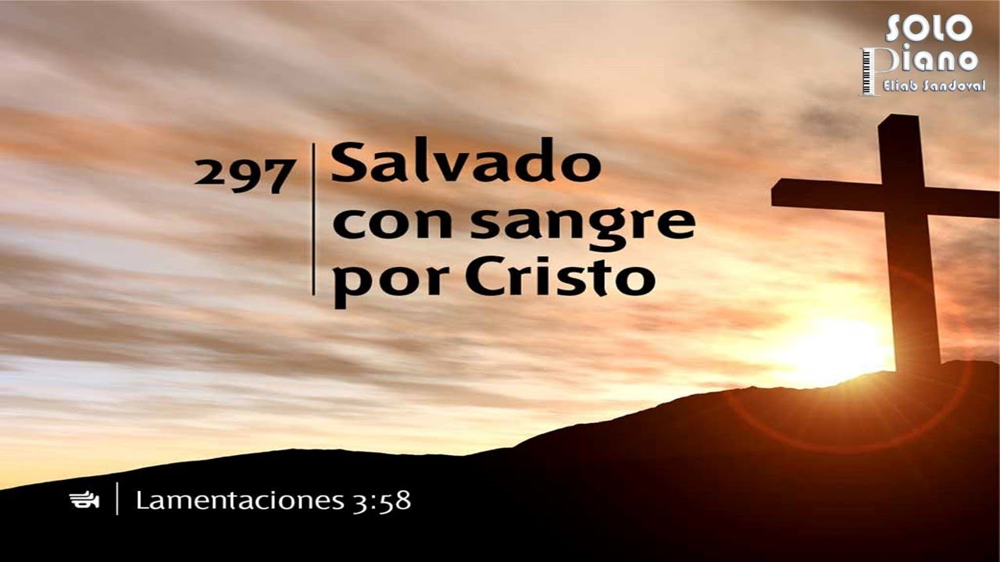 SOLO
Piano
Eliab Sandoval
297
Salvado
con sangre
por Cristo
Lamentaciones 3:58